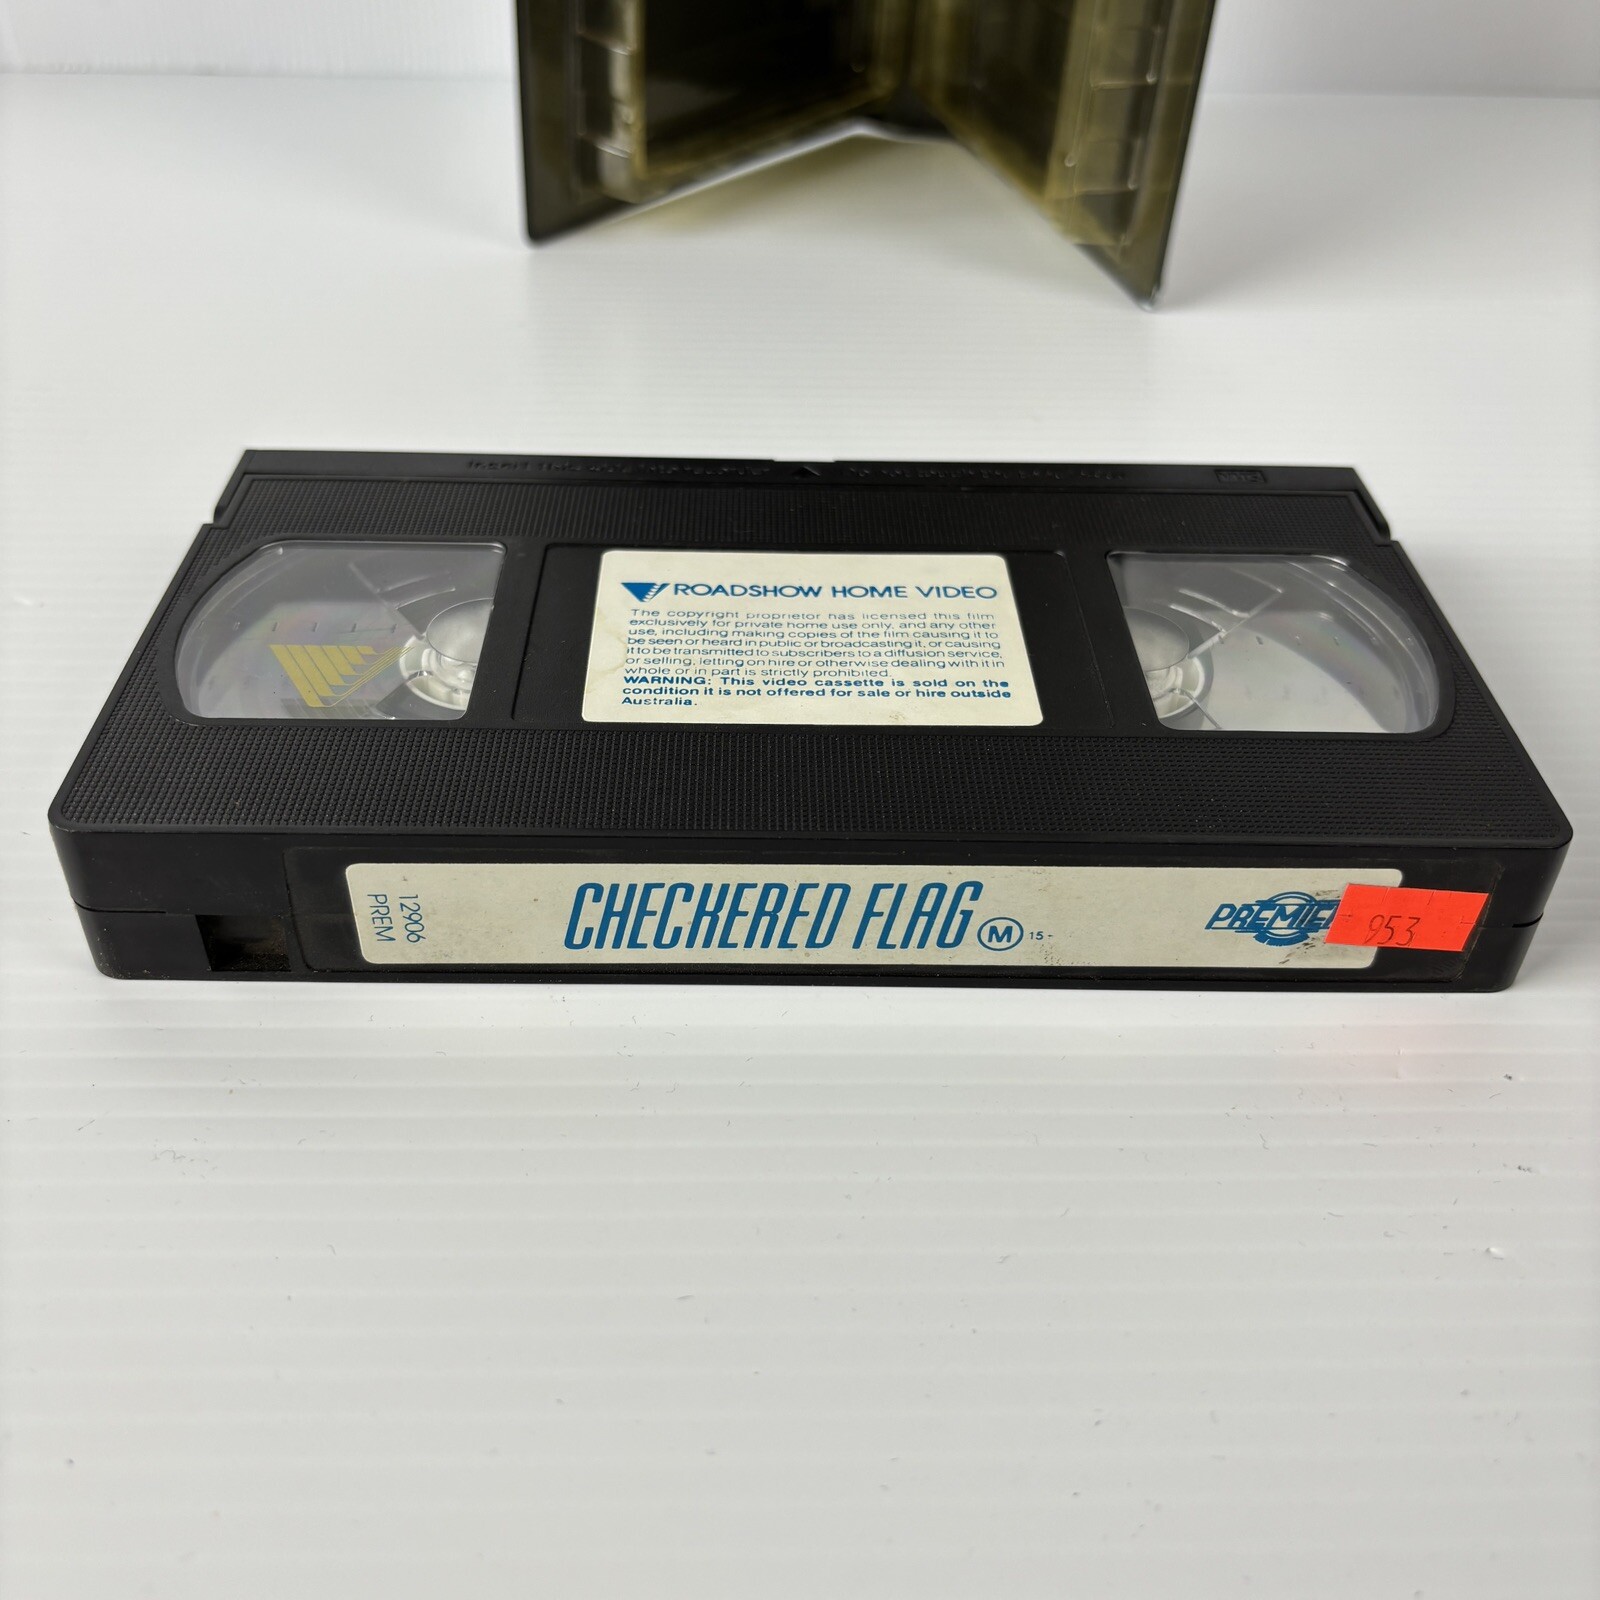 VHS
ROADSHOW HOME VIDEO
The copyright proprietor has licensed this film
exclusively for private home use only, and any other
use, including making copies of the film causing it to
be seen or heard in public or broadcasting it, or causing
it to be transmitted to subscribers to a diffusion service,
or selling, letting on hire or otherwise dealing with it in
whole or in part is strictly prohibited.
WARNING: This video cassette is sold on the
condition it is not offered for sale or hire outside
Australia.
12906
PREM
CHECKERED FLAG M 15-
PREMIE
953